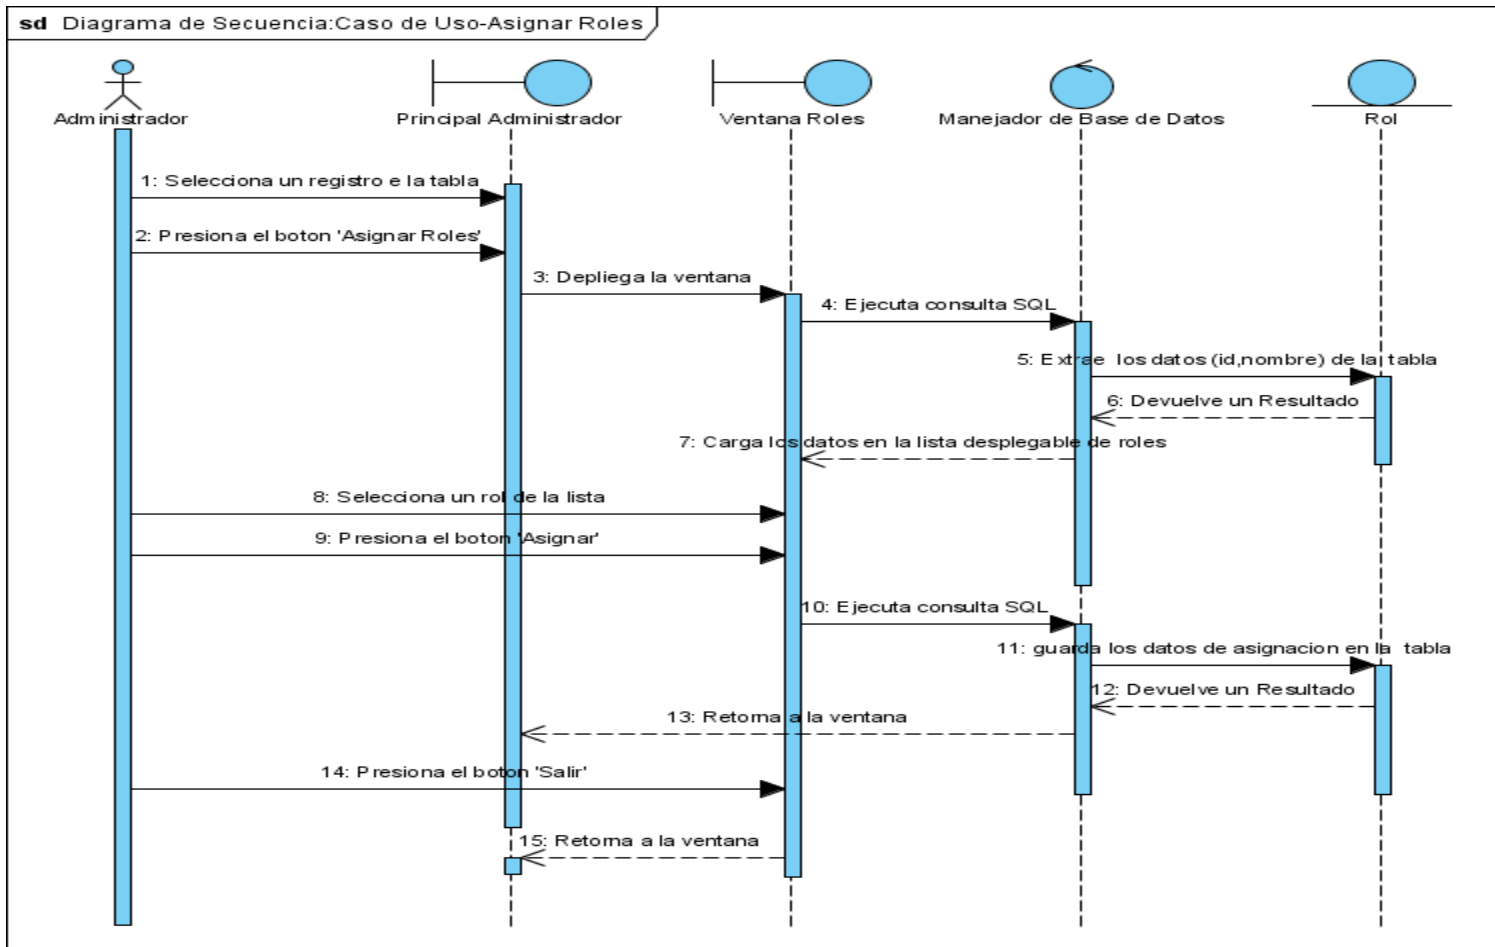 sd Diagrama de Secuencia:Caso de Uso-Asignar Roles
Administrador
Principal Administrador
Ventana Roles
Manejador de Base de Datos
Rol
1: Selecciona un registro e la tabla
2: Presiona el boton 'Asignar Roles'
3: Depliega la ventana
4: Ejecuta consulta SQL
5: Extrae los datos (id,nombre) de la tabla
6: Devuelve un Resultado
7: Carga los datos en la lista desplegable de roles
8: Selecciona un rol de la lista
9: Presiona el boton 'Asignar'
10: Ejecuta consulta SQL
11: guarda los datos de asignacion en la tabla
12: Devuelve un Resultado
13: Retorna a la ventana
14: Presiona el boton 'Salir'
15: Retorna a la ventana